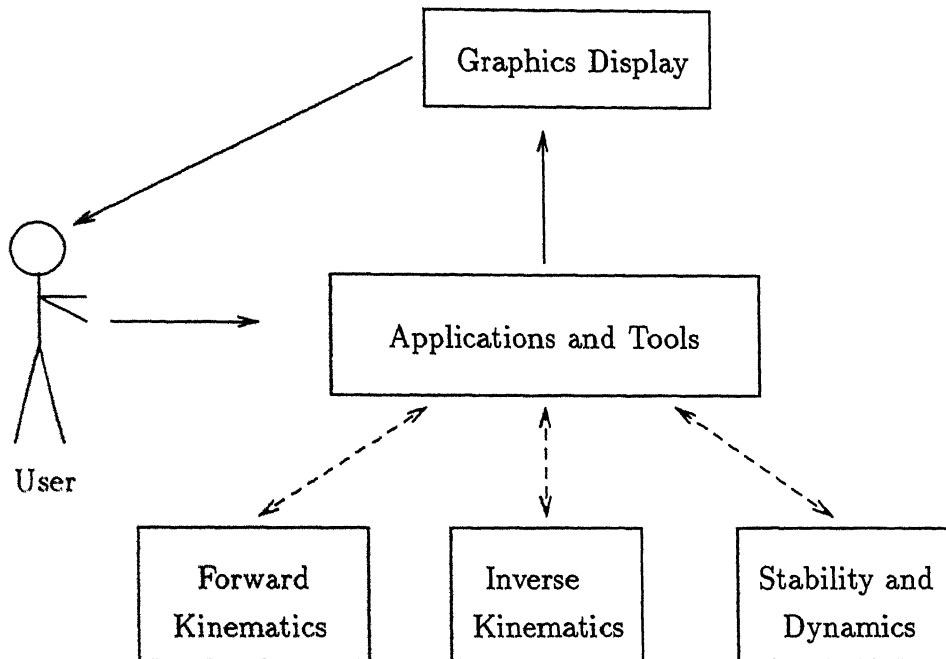 Graphics Display
Applications and Tools
User
Forward
Kinematics
Inverse
Kinematics
Stability and
Dynamics